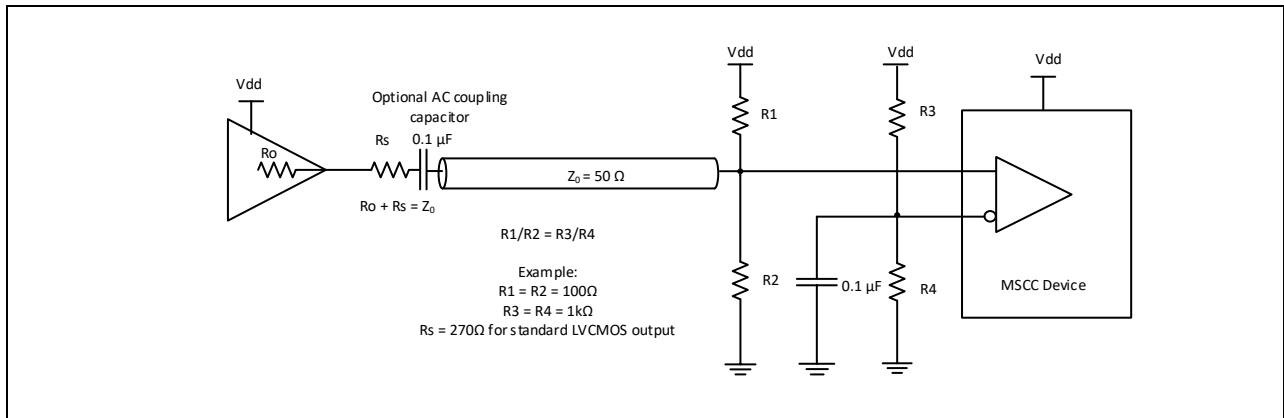 Vdd
Ro
Optional AC coupling
capacitor
Rs
0.1 µF
Ro + Rs = Z₀
Z₀ = 50 Ω
R1/R2 = R3/R4
Example:
R1 = R2 = 100Ω
R3 = R4 = 1kΩ
Rs = 270Ω for standard LVCMOS output
Vdd
R1
R2
0.1 µF
Vdd
R3
R4
Vdd
MSCC Device